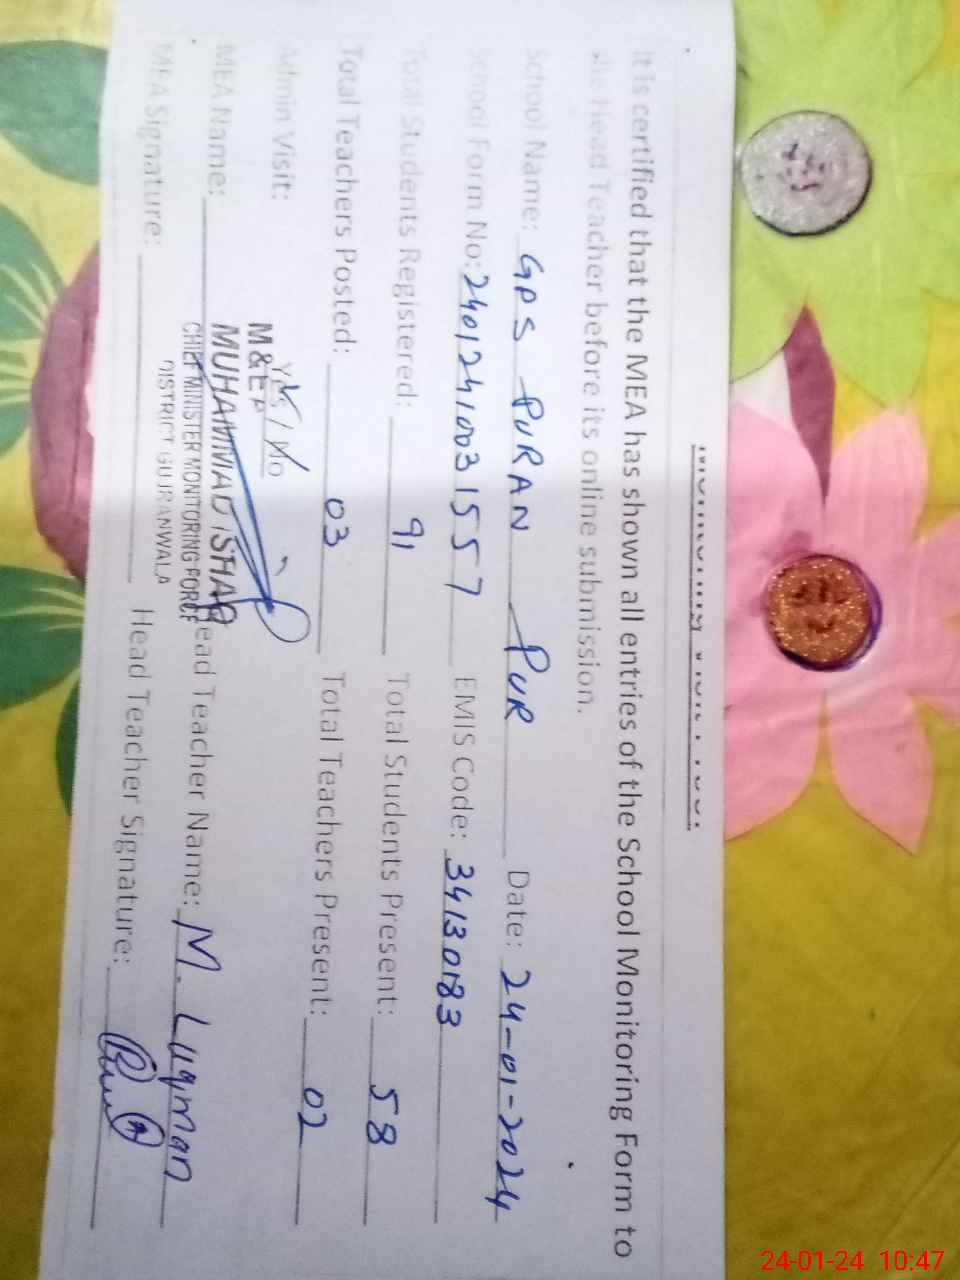 It is certified that the MEA has shown all entries of the School Monitoring Form to
the Head Teacher before its online submission.
School Name: GPS PURAN PUR Date: 24-01-2024
School Form No: 2401241003157 EMIS Code: 34130183
Total Students Registered: 91 Total Students Present: 58
Total Teachers Posted: 03 Total Teachers Present: 02
Admin Visit: Yes / No
M&EA
MEA Name: MUHAMMAD ISHAQ Head Teacher Name: M. Luqman
CHIEF MINISTER MONITORING FORCE
DISTRICT GUJRANWALA
MEA Signature: Head Teacher Signature:
24-01-24 10:47